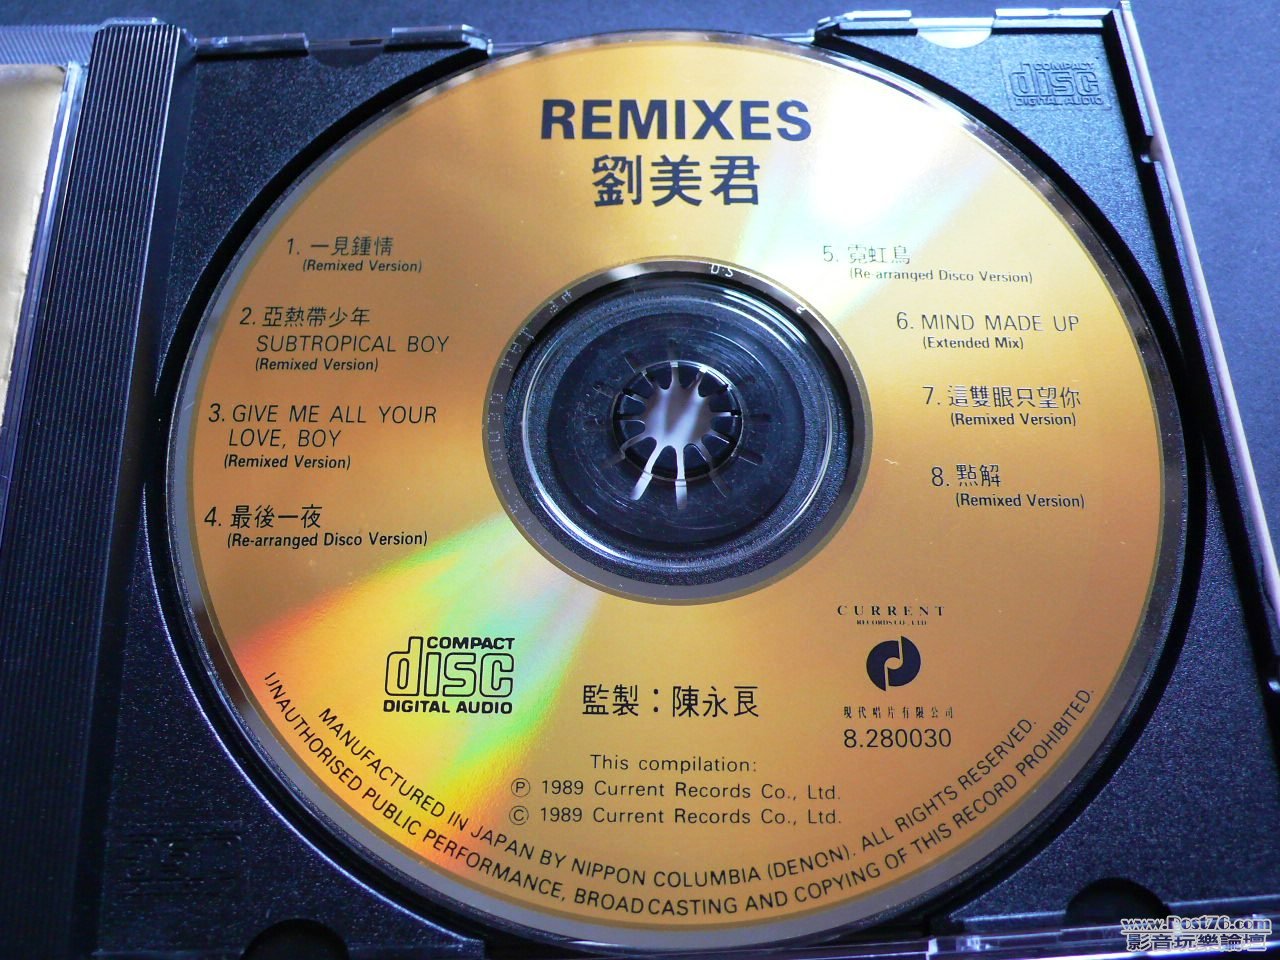 REMIXES
劉美君
1. 一見鍾情
(Remixed Version)
2. 亞熱帶少年
SUBTROPICAL BOY
(Remixed Version)
3. GIVE ME ALL YOUR
LOVE, BOY
(Remixed Version)
4. 最後一夜
(Re-arranged Disco Version)
5. 霓虹鳥
(Re-arranged Disco Version)
6. MIND MADE UP
(Extended Mix)
7. 這雙眼只望你
(Remixed Version)
8. 點解
(Remixed Version)
COMPACT
disc
DIGITAL AUDIO
監製：陳永良
CURRENT
RECORDS CO., LTD
現代唱片有限公司
8.280030
This compilation:
Ⓟ 1989 Current Records Co., Ltd.
© 1989 Current Records Co., Ltd.
MANUFACTURED IN JAPAN BY NIPPON COLUMBIA (DENON). ALL RIGHTS RESERVED.
UNAUTHORISED PUBLIC PERFORMANCE, BROADCASTING AND COPYING OF THIS RECORD PROHIBITED.
COMPACT
disc
DIGITAL AUDIO
www.Post76.com
影音玩樂論壇